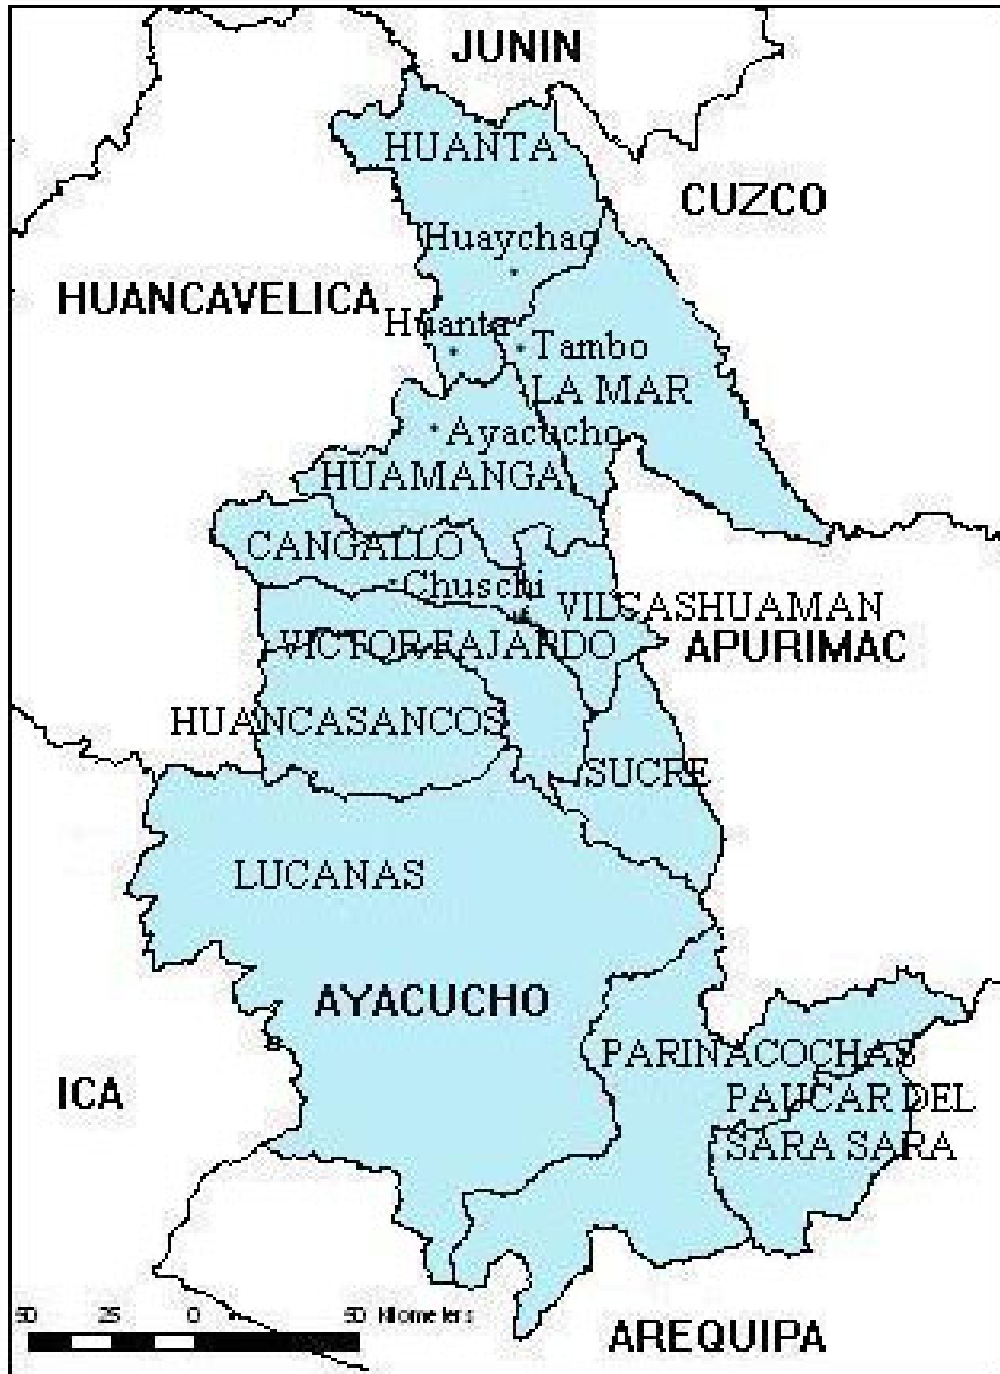 JUNIN
HUANTA
CUZCO
Huaychao
HUANCAVELICA
Huanta
Tambo
LA MAR
Ayacucho
HUAMANGA
CANGALLO
Chuschi
VILCASHUAMAN
VICTOR FAJARDO
APURIMAC
HUANCASANCOS
SUCRE
LUCANAS
AYACUCHO
PARINACOCHAS
ICA
PAUCAR DEL
SARA SARA
50 25 0 50 Kilometers
AREQUIPA